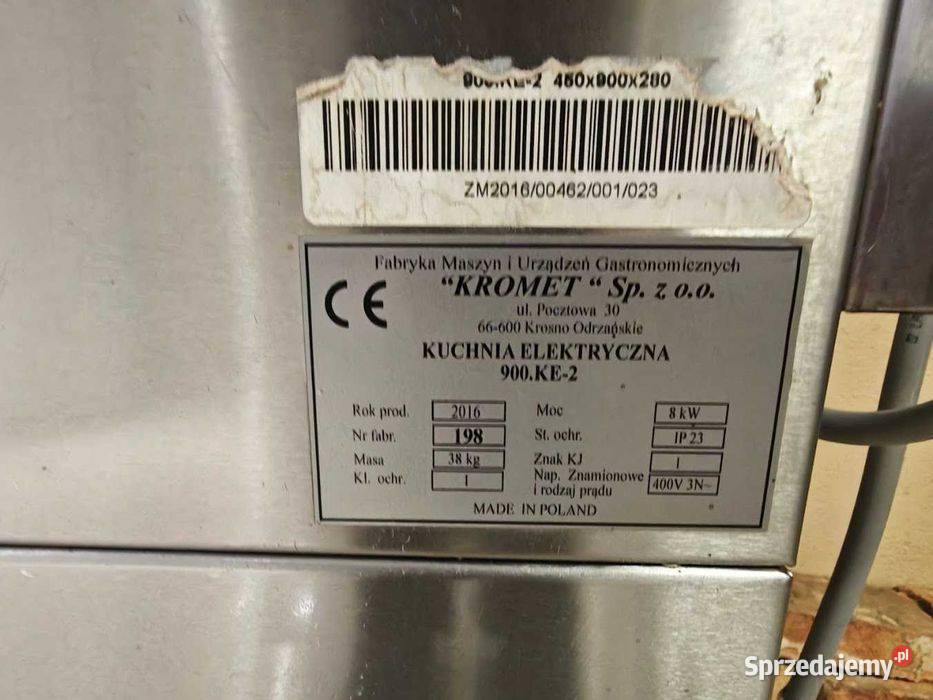 900.KE-2 450x900x280
ZM2016/00462/001/023
Fabryka Maszyn i Urządzeń Gastronomicznych
CE "KROMET" Sp. z o.o.
ul. Pocztowa 30
66-600 Krosno Odrzańskie
KUCHNIA ELEKTRYCZNA
900.KE-2
Rok prod. 2016 Moc 8 kW
Nr fabr. 198 St. ochr. IP 23
Masa 38 kg Znak KJ 1
Kl. ochr. I Nap. Znamionowe i rodzaj prądu 400V 3N~
MADE IN POLAND
Sprzedajemy.pl